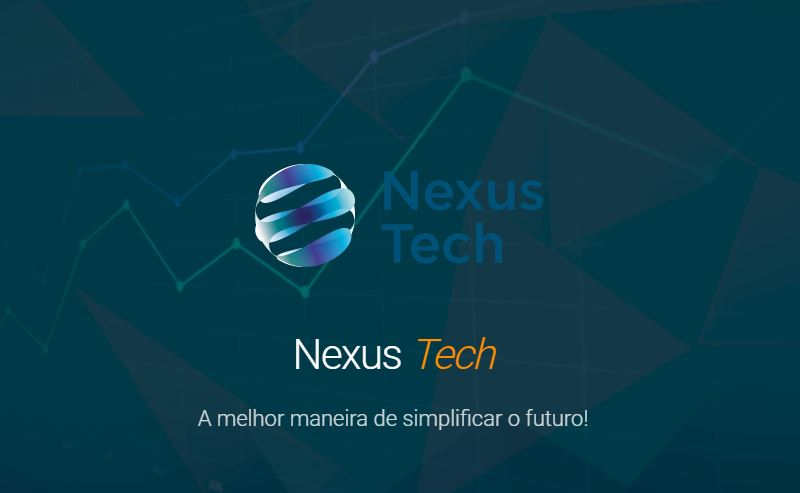 Nexus
Tech
Nexus Tech
A melhor maneira de simplificar o futuro!